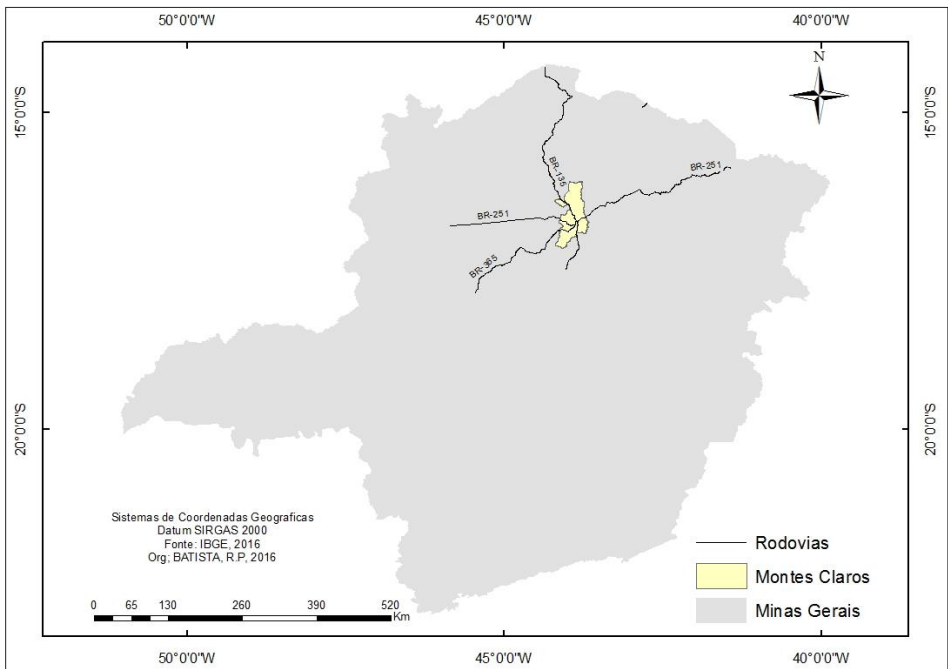 50°0'0"W
45°0'0"W
40°0'0"W
N
15°0'0"S
15°0'0"S
BR-135
BR-251
BR-251
BR-365
20°0'0"S
20°0'0"S
Sistemas de Coordenadas Geograficas
Datum SIRGAS 2000
Fonte: IBGE, 2016
Org; BATISTA, R.P, 2016
Rodovias
Montes Claros
Minas Gerais
0 65 130 260 390 520
Km
50°0'0"W
45°0'0"W
40°0'0"W